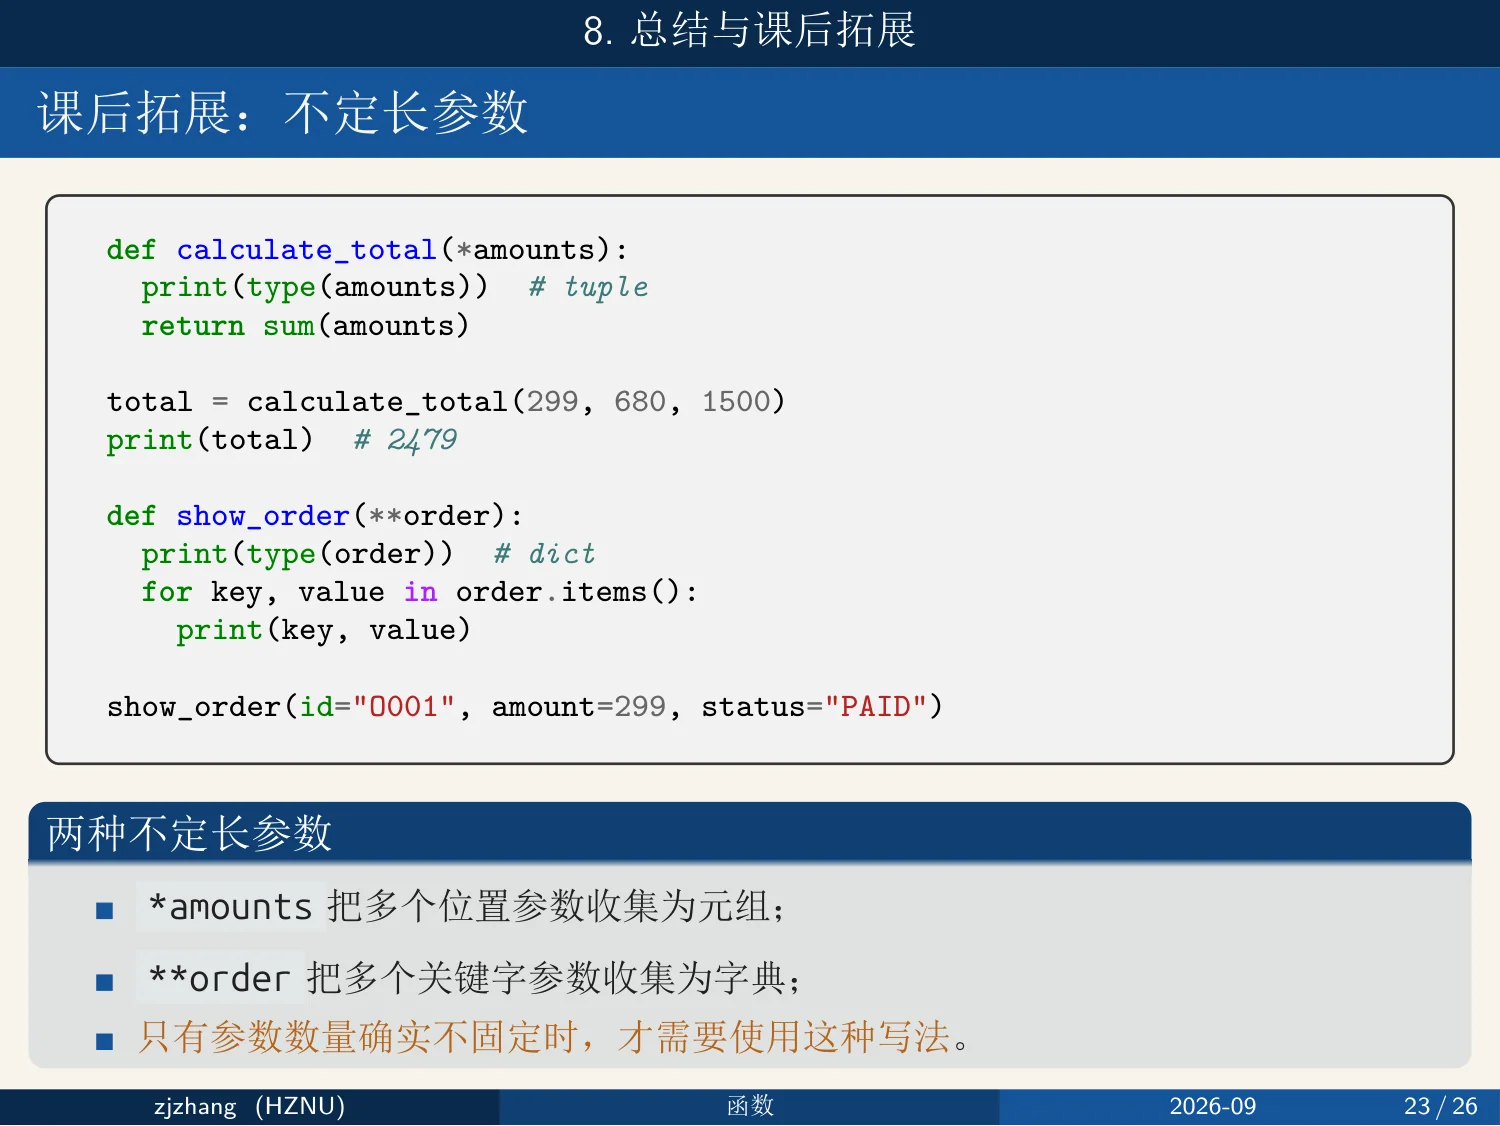 8. 总结与课后拓展
课后拓展：不定长参数
def calculate_total(*amounts):
  print(type(amounts))  # tuple
  return sum(amounts)
total = calculate_total(299, 680, 1500)
print(total)  # 2479
def show_order(**order):
  print(type(order))  # dict
  for key, value in order.items():
    print(key, value)
show_order(id="O001", amount=299, status="PAID")
两种不定长参数
*amounts 把多个位置参数收集为元组；
**order 把多个关键字参数收集为字典；
只有参数数量确实不固定时，才需要使用这种写法。
zjzhang (HZNU) 函数 2026-09 23 / 26